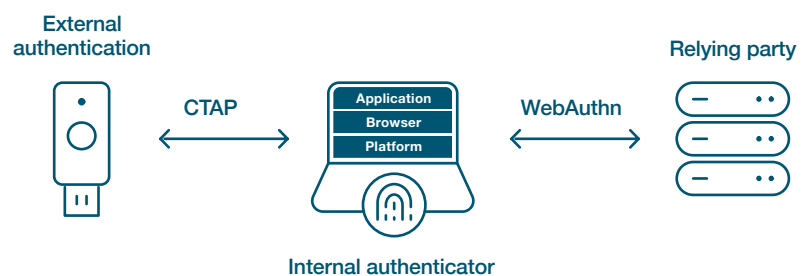 External
authentication
CTAP
Application
Browser
Platform
WebAuthn
Relying party
Internal authenticator